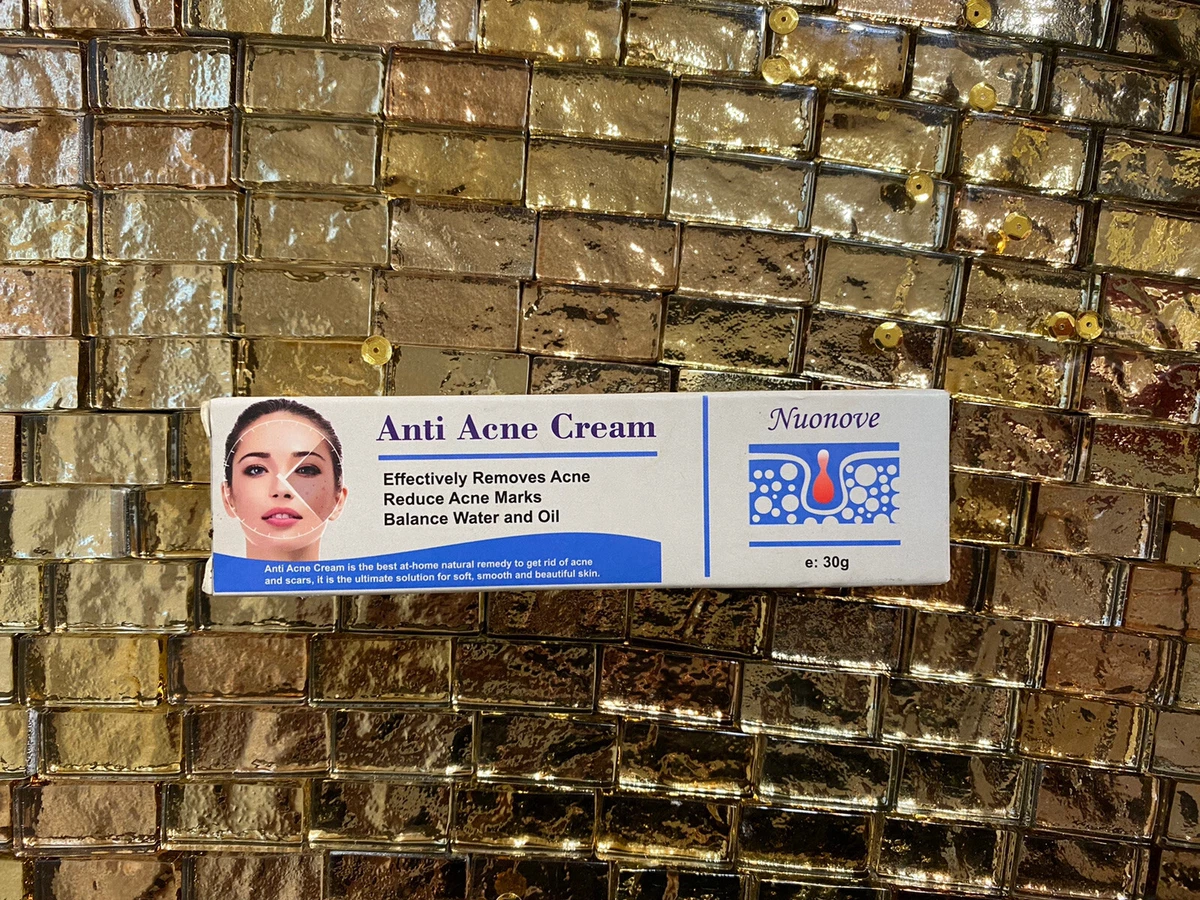 Anti Acne Cream
Effectively Removes Acne
Reduce Acne Marks
Balance Water and Oil
Anti Acne Cream is the best at-home natural remedy to get rid of acne
and scars, it is the ultimate solution for soft, smooth and beautiful skin.
Nuonove
e: 30g